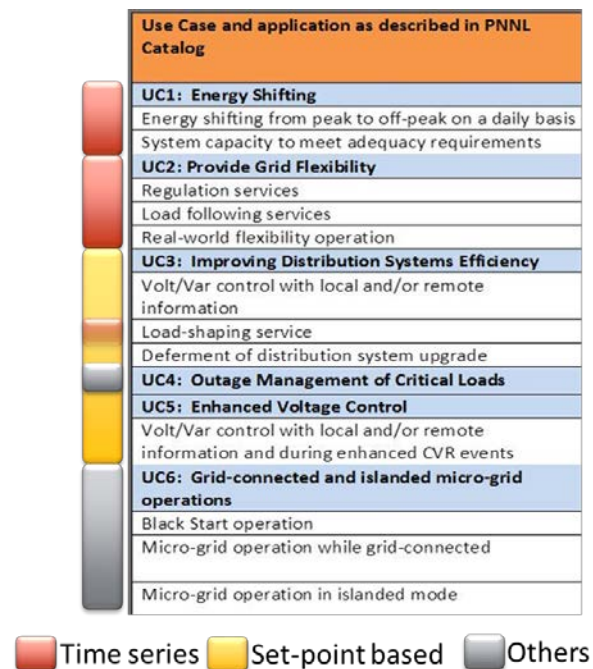 Use Case and application as described in PNNL
Catalog
UC1: Energy Shifting
Energy shifting from peak to off-peak on a daily basis
System capacity to meet adequacy requirements
UC2: Provide Grid Flexibility
Regulation services
Load following services
Real-world flexibility operation
UC3: Improving Distribution Systems Efficiency
Volt/Var control with local and/or remote
information
Load-shaping service
Deferment of distribution system upgrade
UC4: Outage Management of Critical Loads
UC5: Enhanced Voltage Control
Volt/Var control with local and/or remote
information and during enhanced CVR events
UC6: Grid-connected and islanded micro-grid
operations
Black Start operation
Micro-grid operation while grid-connected
Micro-grid operation in islanded mode
Time series Set-point based Others